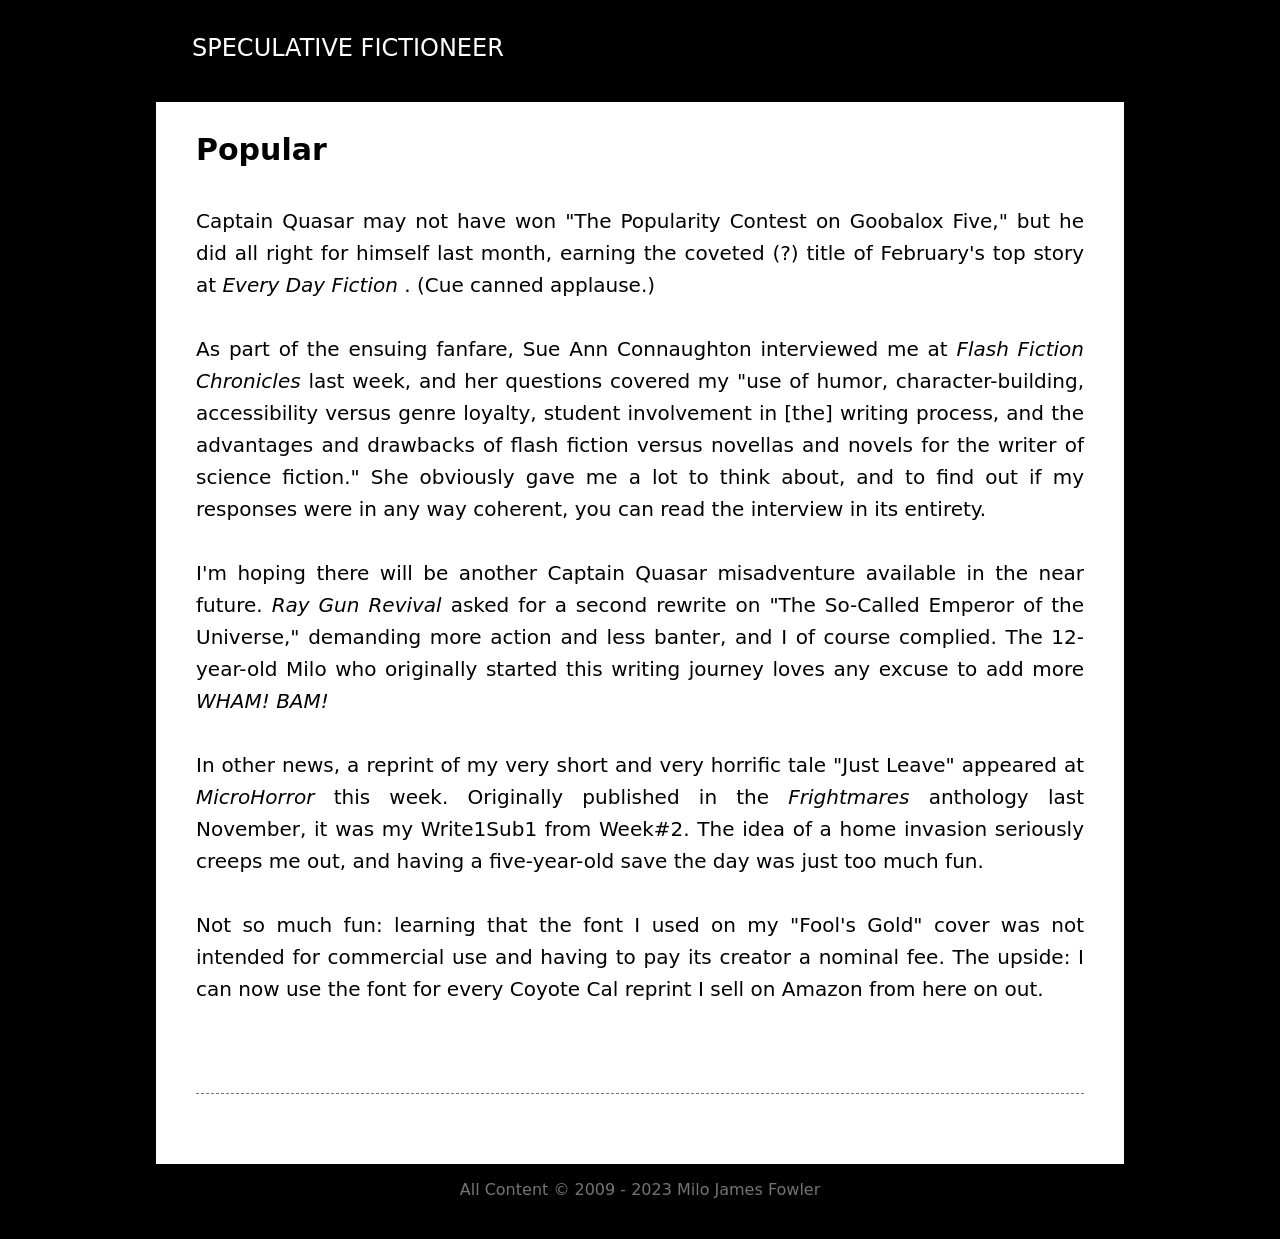 SPECULATIVE FICTIONEER
Popular
Captain Quasar may not have won "The Popularity Contest on Goobalox Five," but he
did all right for himself last month, earning the coveted (?) title of February's top story
at Every Day Fiction . (Cue canned applause.)
As part of the ensuing fanfare, Sue Ann Connaughton interviewed me at Flash Fiction
Chronicles last week, and her questions covered my "use of humor, character-building,
accessibility versus genre loyalty, student involvement in [the] writing process, and the
advantages and drawbacks of flash fiction versus novellas and novels for the writer of
science fiction." She obviously gave me a lot to think about, and to find out if my
responses were in any way coherent, you can read the interview in its entirety.
I'm hoping there will be another Captain Quasar misadventure available in the near
future. Ray Gun Revival asked for a second rewrite on "The So-Called Emperor of the
Universe," demanding more action and less banter, and I of course complied. The 12-
year-old Milo who originally started this writing journey loves any excuse to add more
WHAM! BAM!
In other news, a reprint of my very short and very horrific tale "Just Leave" appeared at
MicroHorror this week. Originally published in the Frightmares anthology last
November, it was my Write1Sub1 from Week#2. The idea of a home invasion seriously
creeps me out, and having a five-year-old save the day was just too much fun.
Not so much fun: learning that the font I used on my "Fool's Gold" cover was not
intended for commercial use and having to pay its creator a nominal fee. The upside: I
can now use the font for every Coyote Cal reprint I sell on Amazon from here on out.
All Content © 2009 - 2023 Milo James Fowler